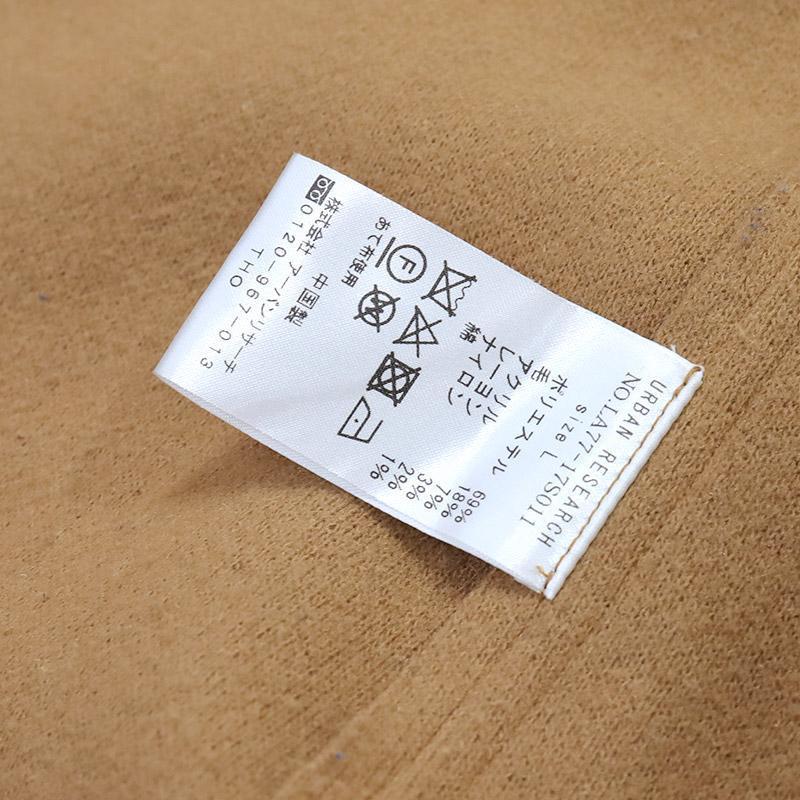 URBAN RESEARCH
NO.LA77-17S011
size L
ポリエステル 69%
毛 18%
アクリル 7%
レーヨン 3%
ナイロン 2%
綿 1%
F
あて布使用
中国製
株式会社 アーバンリサーチ
0120-967-013
THO